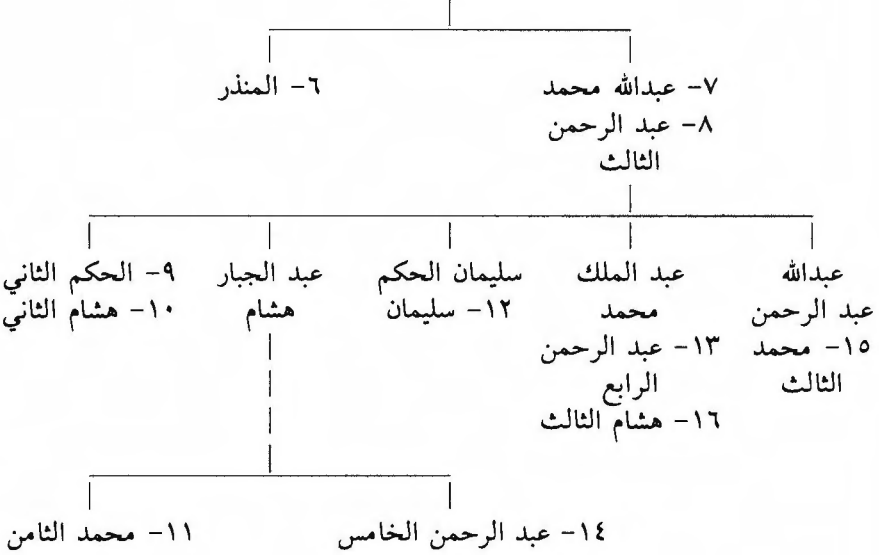 ٧- عبدالله محمد
٨- عبد الرحمن
الثالث
٦- المنذر
عبدالله
عبد الرحمن
١٥- محمد
الثالث
عبد الملك
محمد
١٣- عبد الرحمن
الرابع
١٦- هشام الثالث
سليمان الحكم
١٢- سليمان
عبد الجبار
هشام
٩- الحكم الثاني
١٠- هشام الثاني
١٤- عبد الرحمن الخامس
١١- محمد الثامن